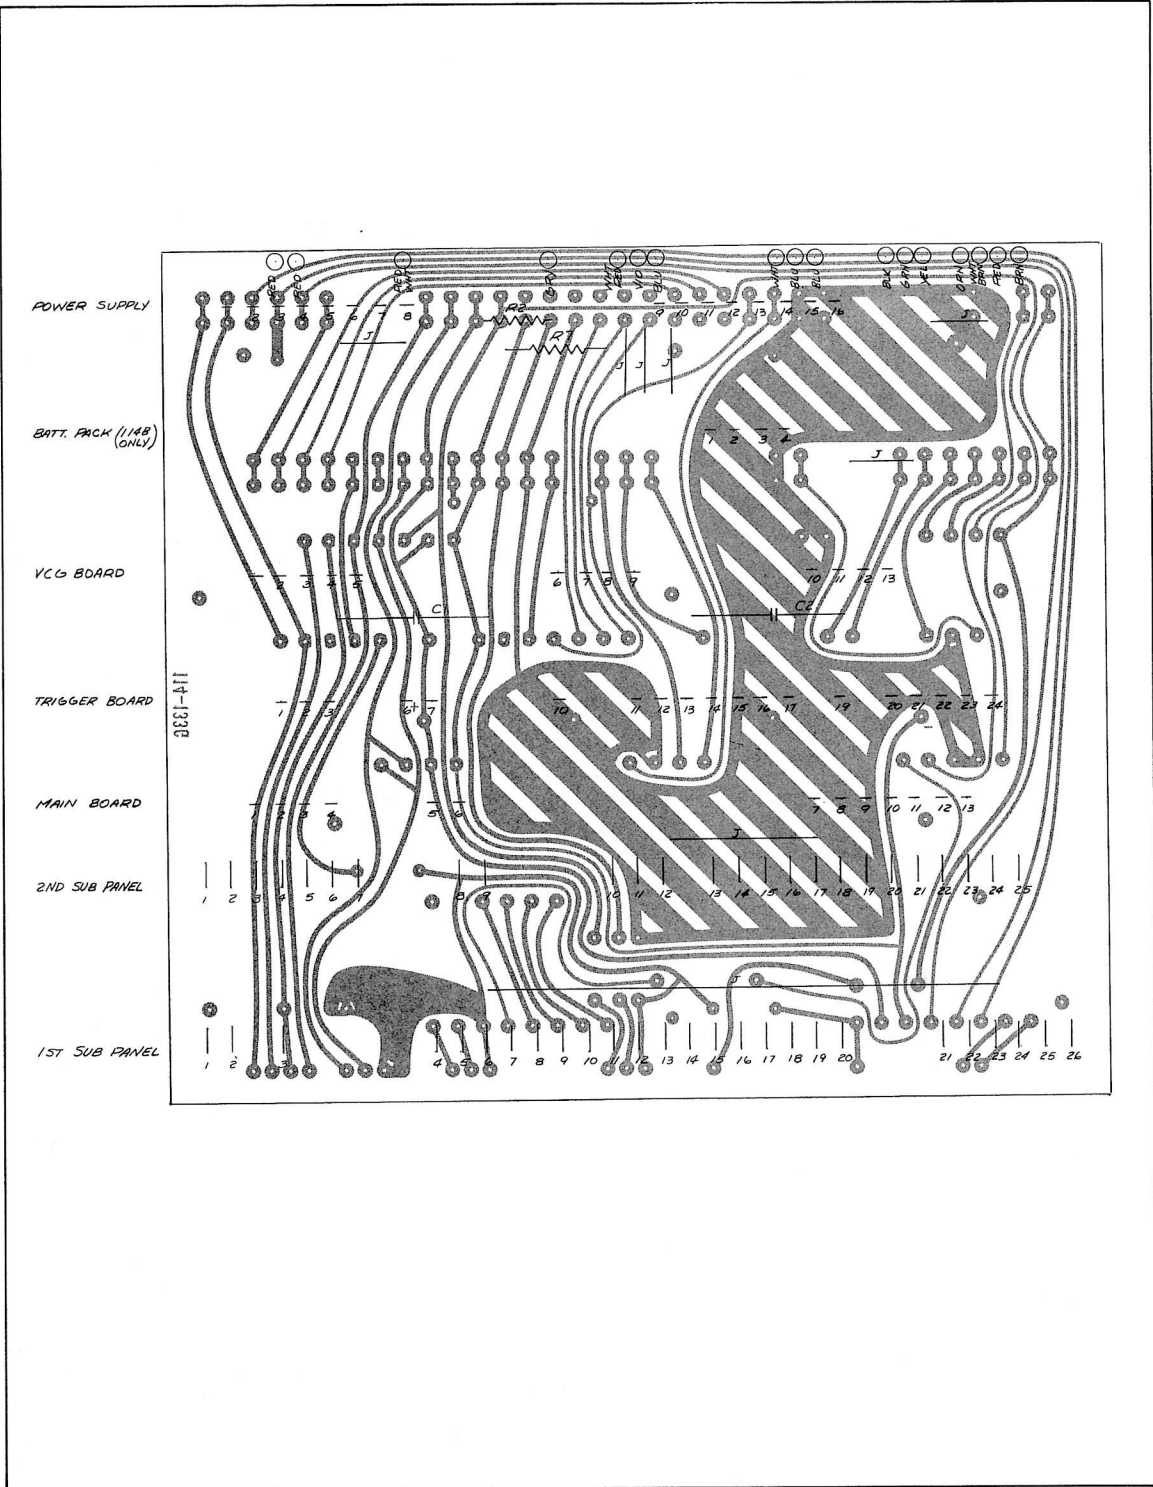 RED RED RED WHT GRN WHT RED VIO BLU WHT BLU BLU BLK GRN YEL ORN WHT BRN RED BRN
POWER SUPPLY 6 7 8 9 10 11 12 13 14 15 16
J R2 J
R7
J J J
BATT. PACK (1148 ONLY) 1 2 3 4
J
VCG BOARD 1 2 3 4 5 6 7 8 9 10 11 12 13
C1 C2
114-133G
TRIGGER BOARD 1 2 3 6 + 7 10 11 12 13 14 15 16 17 19 20 21 22 23 24
-
MAIN BOARD 1 2 3 4 5 6 7 8 9 10 11 12 13
J
2ND SUB PANEL 1 2 3 4 5 6 7 8 9 10 11 12 13 14 15 16 17 18 19 20 21 22 23 24 25
J
1ST SUB PANEL 1 2 3 4 5 6 7 8 9 10 11 12 13 14 15 16 17 18 19 20 21 22 23 24 25 26